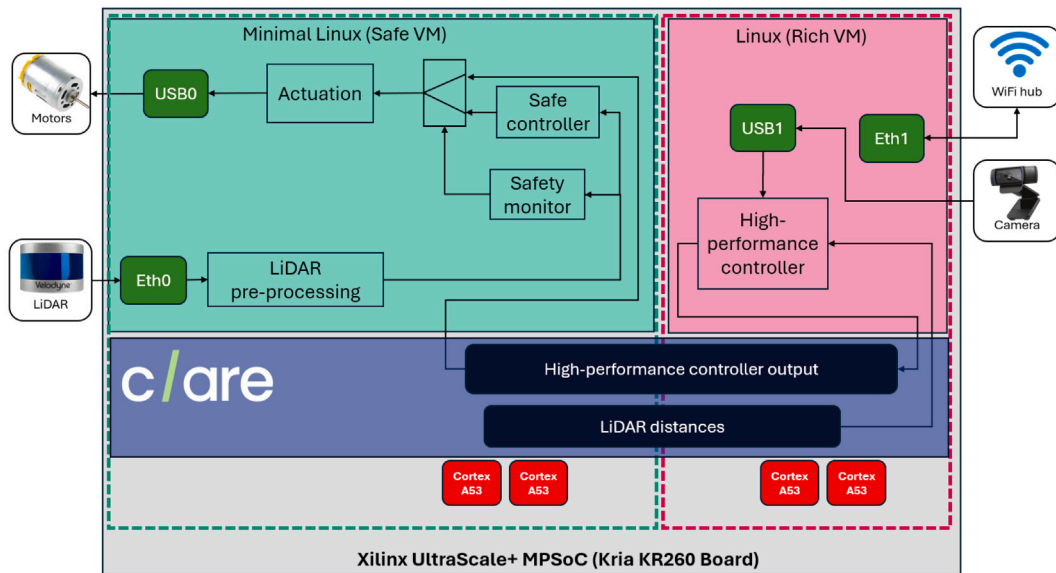 Minimal Linux (Safe VM)
Linux (Rich VM)
Motors
USB0
Actuation
Safe
controller
Safety
monitor
LiDAR
pre-processing
Eth0
Velodyne
LiDAR
USB1
Eth1
WiFi hub
Camera
High-
performance
controller
c/are
High-performance controller output
LiDAR distances
Cortex
A53
Cortex
A53
Cortex
A53
Cortex
A53
Xilinx UltraScale+ MPSoC (Kria KR260 Board)